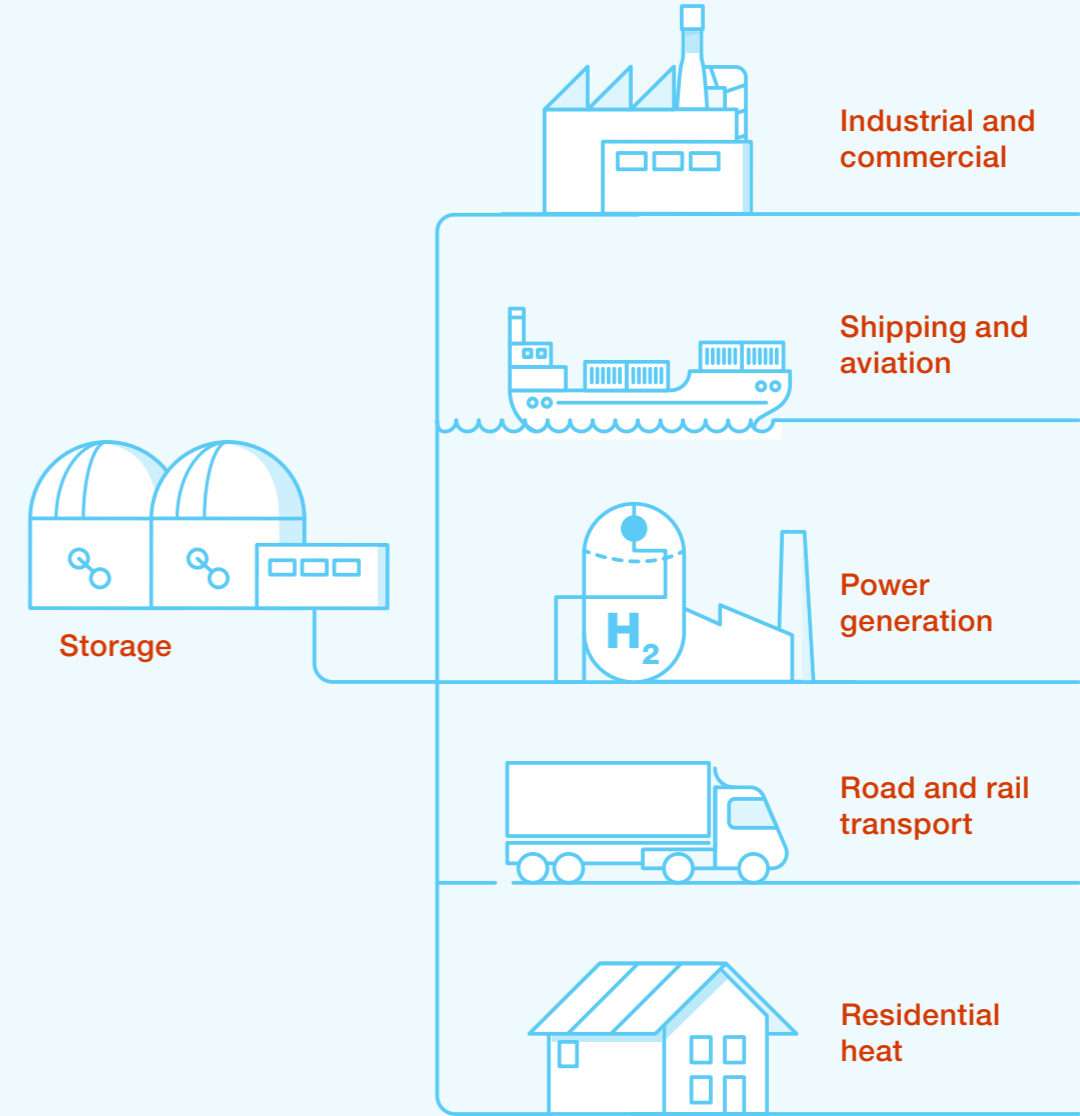 Industrial and
commercial
Shipping and
aviation
Storage
H₂
Power
generation
Road and rail
transport
Residential
heat